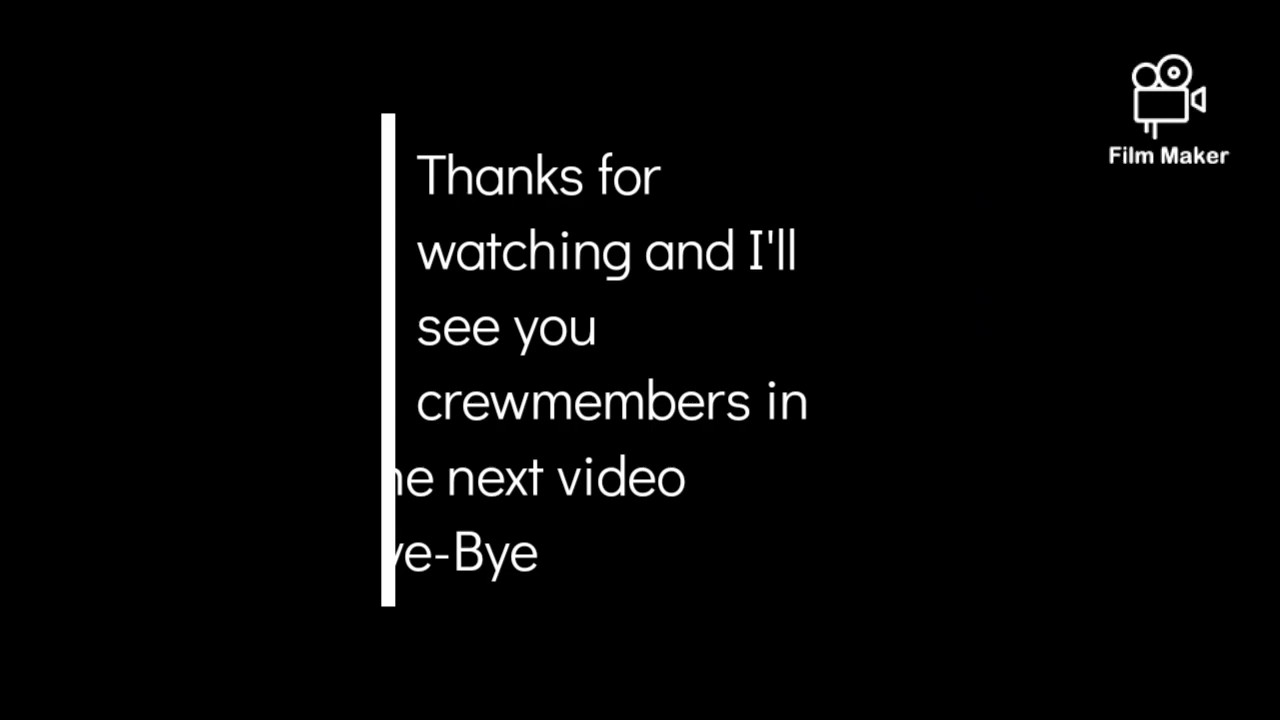 Thanks for
watching and I'll
see you
crewmembers in
next video
Bye
Film Maker